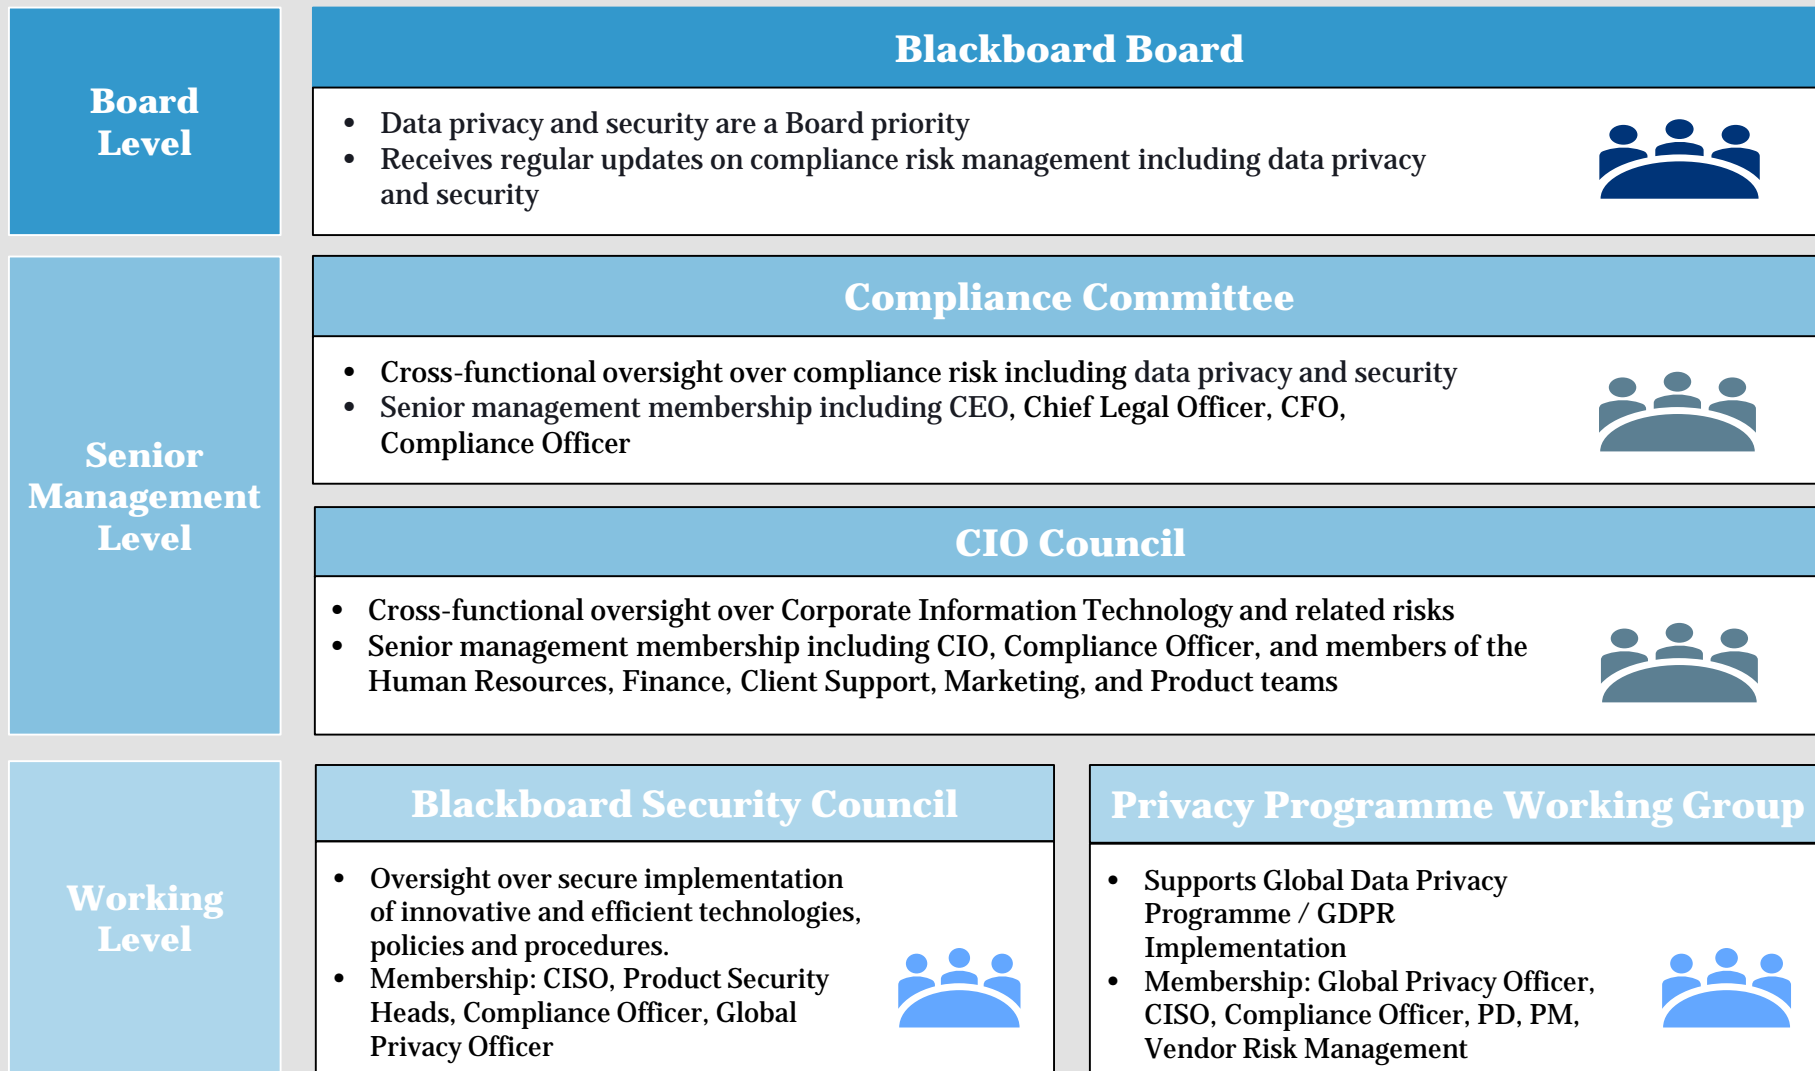 Board
Level
Blackboard Board
• Data privacy and security are a Board priority
• Receives regular updates on compliance risk management including data privacy
and security
Senior
Management
Level
Compliance Committee
• Cross-functional oversight over compliance risk including data privacy and security
• Senior management membership including CEO, Chief Legal Officer, CFO,
Compliance Officer
CIO Council
• Cross-functional oversight over Corporate Information Technology and related risks
• Senior management membership including CIO, Compliance Officer, and members of the
Human Resources, Finance, Client Support, Marketing, and Product teams
Working
Level
Blackboard Security Council
• Oversight over secure implementation
of innovative and efficient technologies,
policies and procedures.
• Membership: CISO, Product Security
Heads, Compliance Officer, Global
Privacy Officer
Privacy Programme Working Group
• Supports Global Data Privacy
Programme / GDPR
Implementation
• Membership: Global Privacy Officer,
CISO, Compliance Officer, PD, PM,
Vendor Risk Management